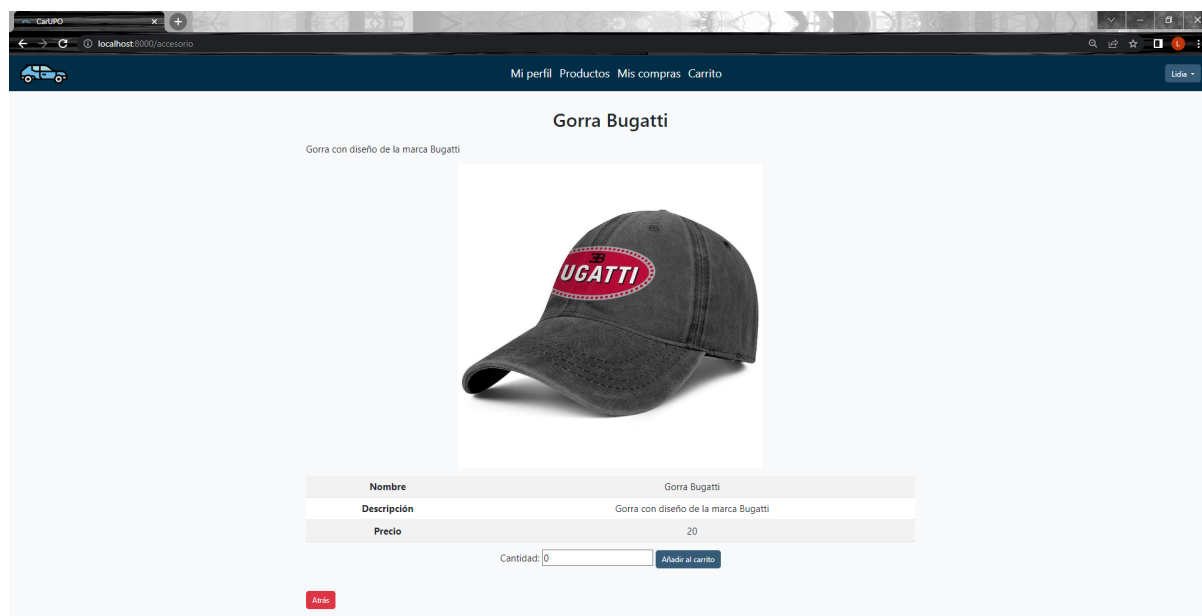 CarUPO
localhost:8000/accesorio
L
Mi perfil Productos Mis compras Carrito
Lidia
Gorra Bugatti
Gorra con diseño de la marca Bugatti
EB
UGATTI
Nombre Gorra Bugatti
Descripción Gorra con diseño de la marca Bugatti
Precio 20
Cantidad: 0 Añadir al carrito
Atrás